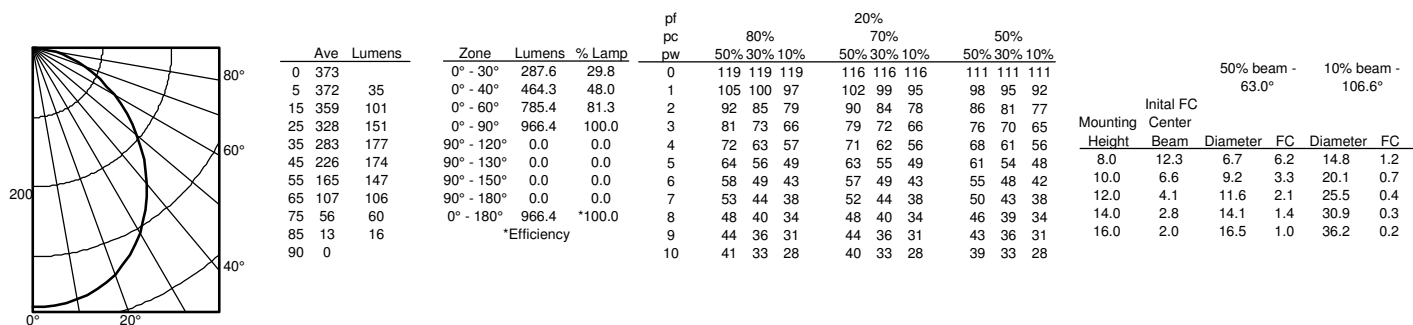 80°
60°
200
40°
0° 20°
Ave Lumens
0 373
5 372 35
15 359 101
25 328 151
35 283 177
45 226 174
55 165 147
65 107 106
75 56 60
85 13 16
90 0
Zone Lumens % Lamp
0° - 30° 287.6 29.8
0° - 40° 464.3 48.0
0° - 60° 785.4 81.3
0° - 90° 966.4 100.0
90° - 120° 0.0 0.0
90° - 130° 0.0 0.0
90° - 150° 0.0 0.0
90° - 180° 0.0 0.0
0° - 180° 966.4 *100.0
*Efficiency
pf 20%
pc 80% 70% 50%
pw 50% 30% 10% 50% 30% 10% 50% 30% 10%
0 119 119 119 116 116 116 111 111 111
1 105 100 97 102 99 95 98 95 92
2 92 85 79 90 84 78 86 81 77
3 81 73 66 79 72 66 76 70 65
4 72 63 57 71 62 56 68 61 56
5 64 56 49 63 55 49 61 54 48
6 58 49 43 57 49 43 55 48 42
7 53 44 38 52 44 38 50 43 38
8 48 40 34 48 40 34 46 39 34
9 44 36 31 44 36 31 43 36 31
10 41 33 28 40 33 28 39 33 28
50% beam - 10% beam -
63.0° 106.6°
Inital FC
Mounting Center
Height Beam Diameter FC Diameter FC
8.0 12.3 6.7 6.2 14.8 1.2
10.0 6.6 9.2 3.3 20.1 0.7
12.0 4.1 11.6 2.1 25.5 0.4
14.0 2.8 14.1 1.4 30.9 0.3
16.0 2.0 16.5 1.0 36.2 0.2